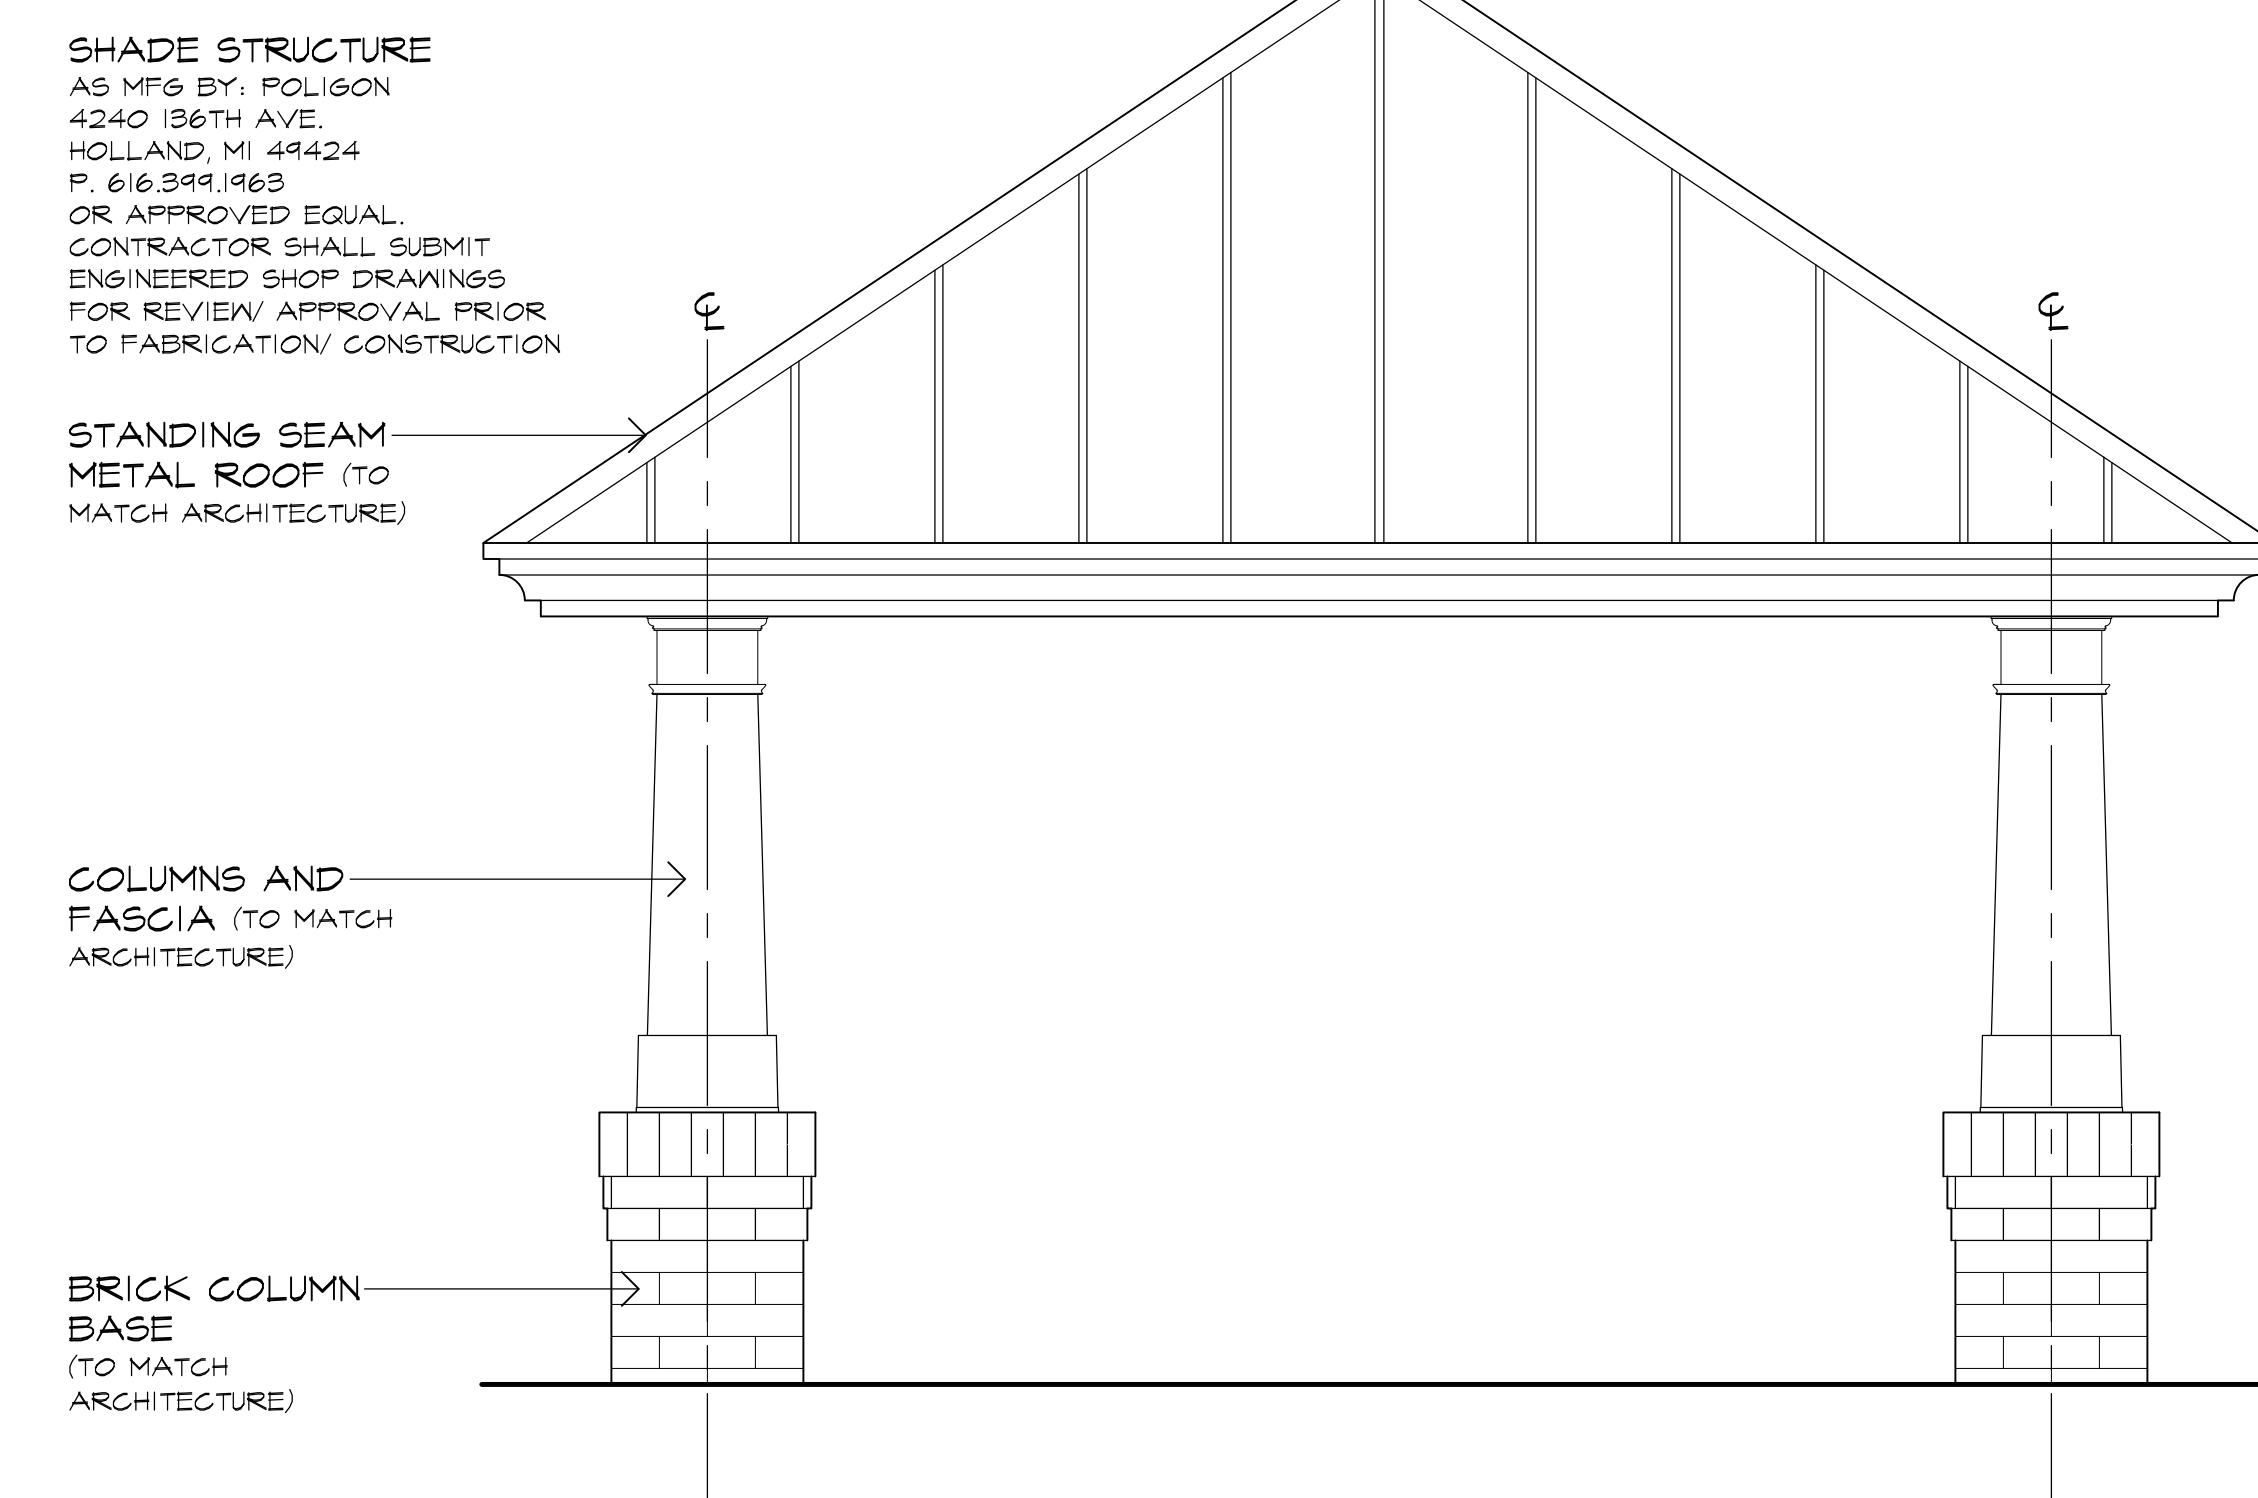 SHADE STRUCTURE
AS MFG BY: POLIGON
4240 136TH AVE.
HOLLAND, MI 49424
P. 616.399.1963
OR APPROVED EQUAL.
CONTRACTOR SHALL SUBMIT
ENGINEERED SHOP DRAWINGS
FOR REVIEW/ APPROVAL PRIOR
TO FABRICATION/ CONSTRUCTION
℄
℄
STANDING SEAM
METAL ROOF (TO
MATCH ARCHITECTURE)
COLUMNS AND
FASCIA (TO MATCH
ARCHITECTURE)
BRICK COLUMN
BASE
(TO MATCH
ARCHITECTURE)